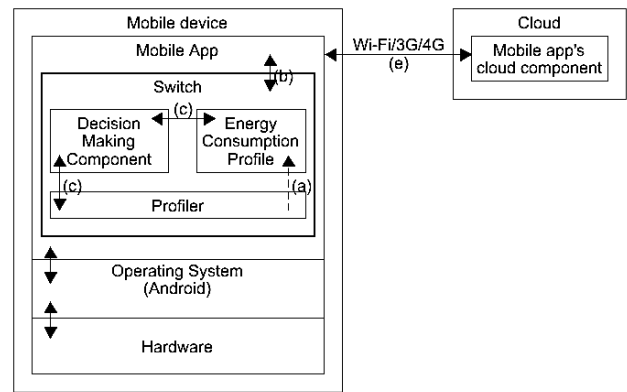 Mobile device
Mobile App
Switch
(b)
Decision
Making
Component
(c)
Energy
Consumption
Profile
(c)
(a)
Profiler
Operating System
(Android)
Hardware
Wi-Fi/3G/4G
(e)
Cloud
Mobile app's
cloud component